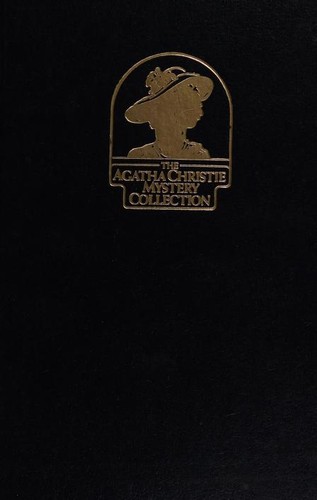 THE
AGATHA CHRISTIE
MYSTERY
COLLECTION